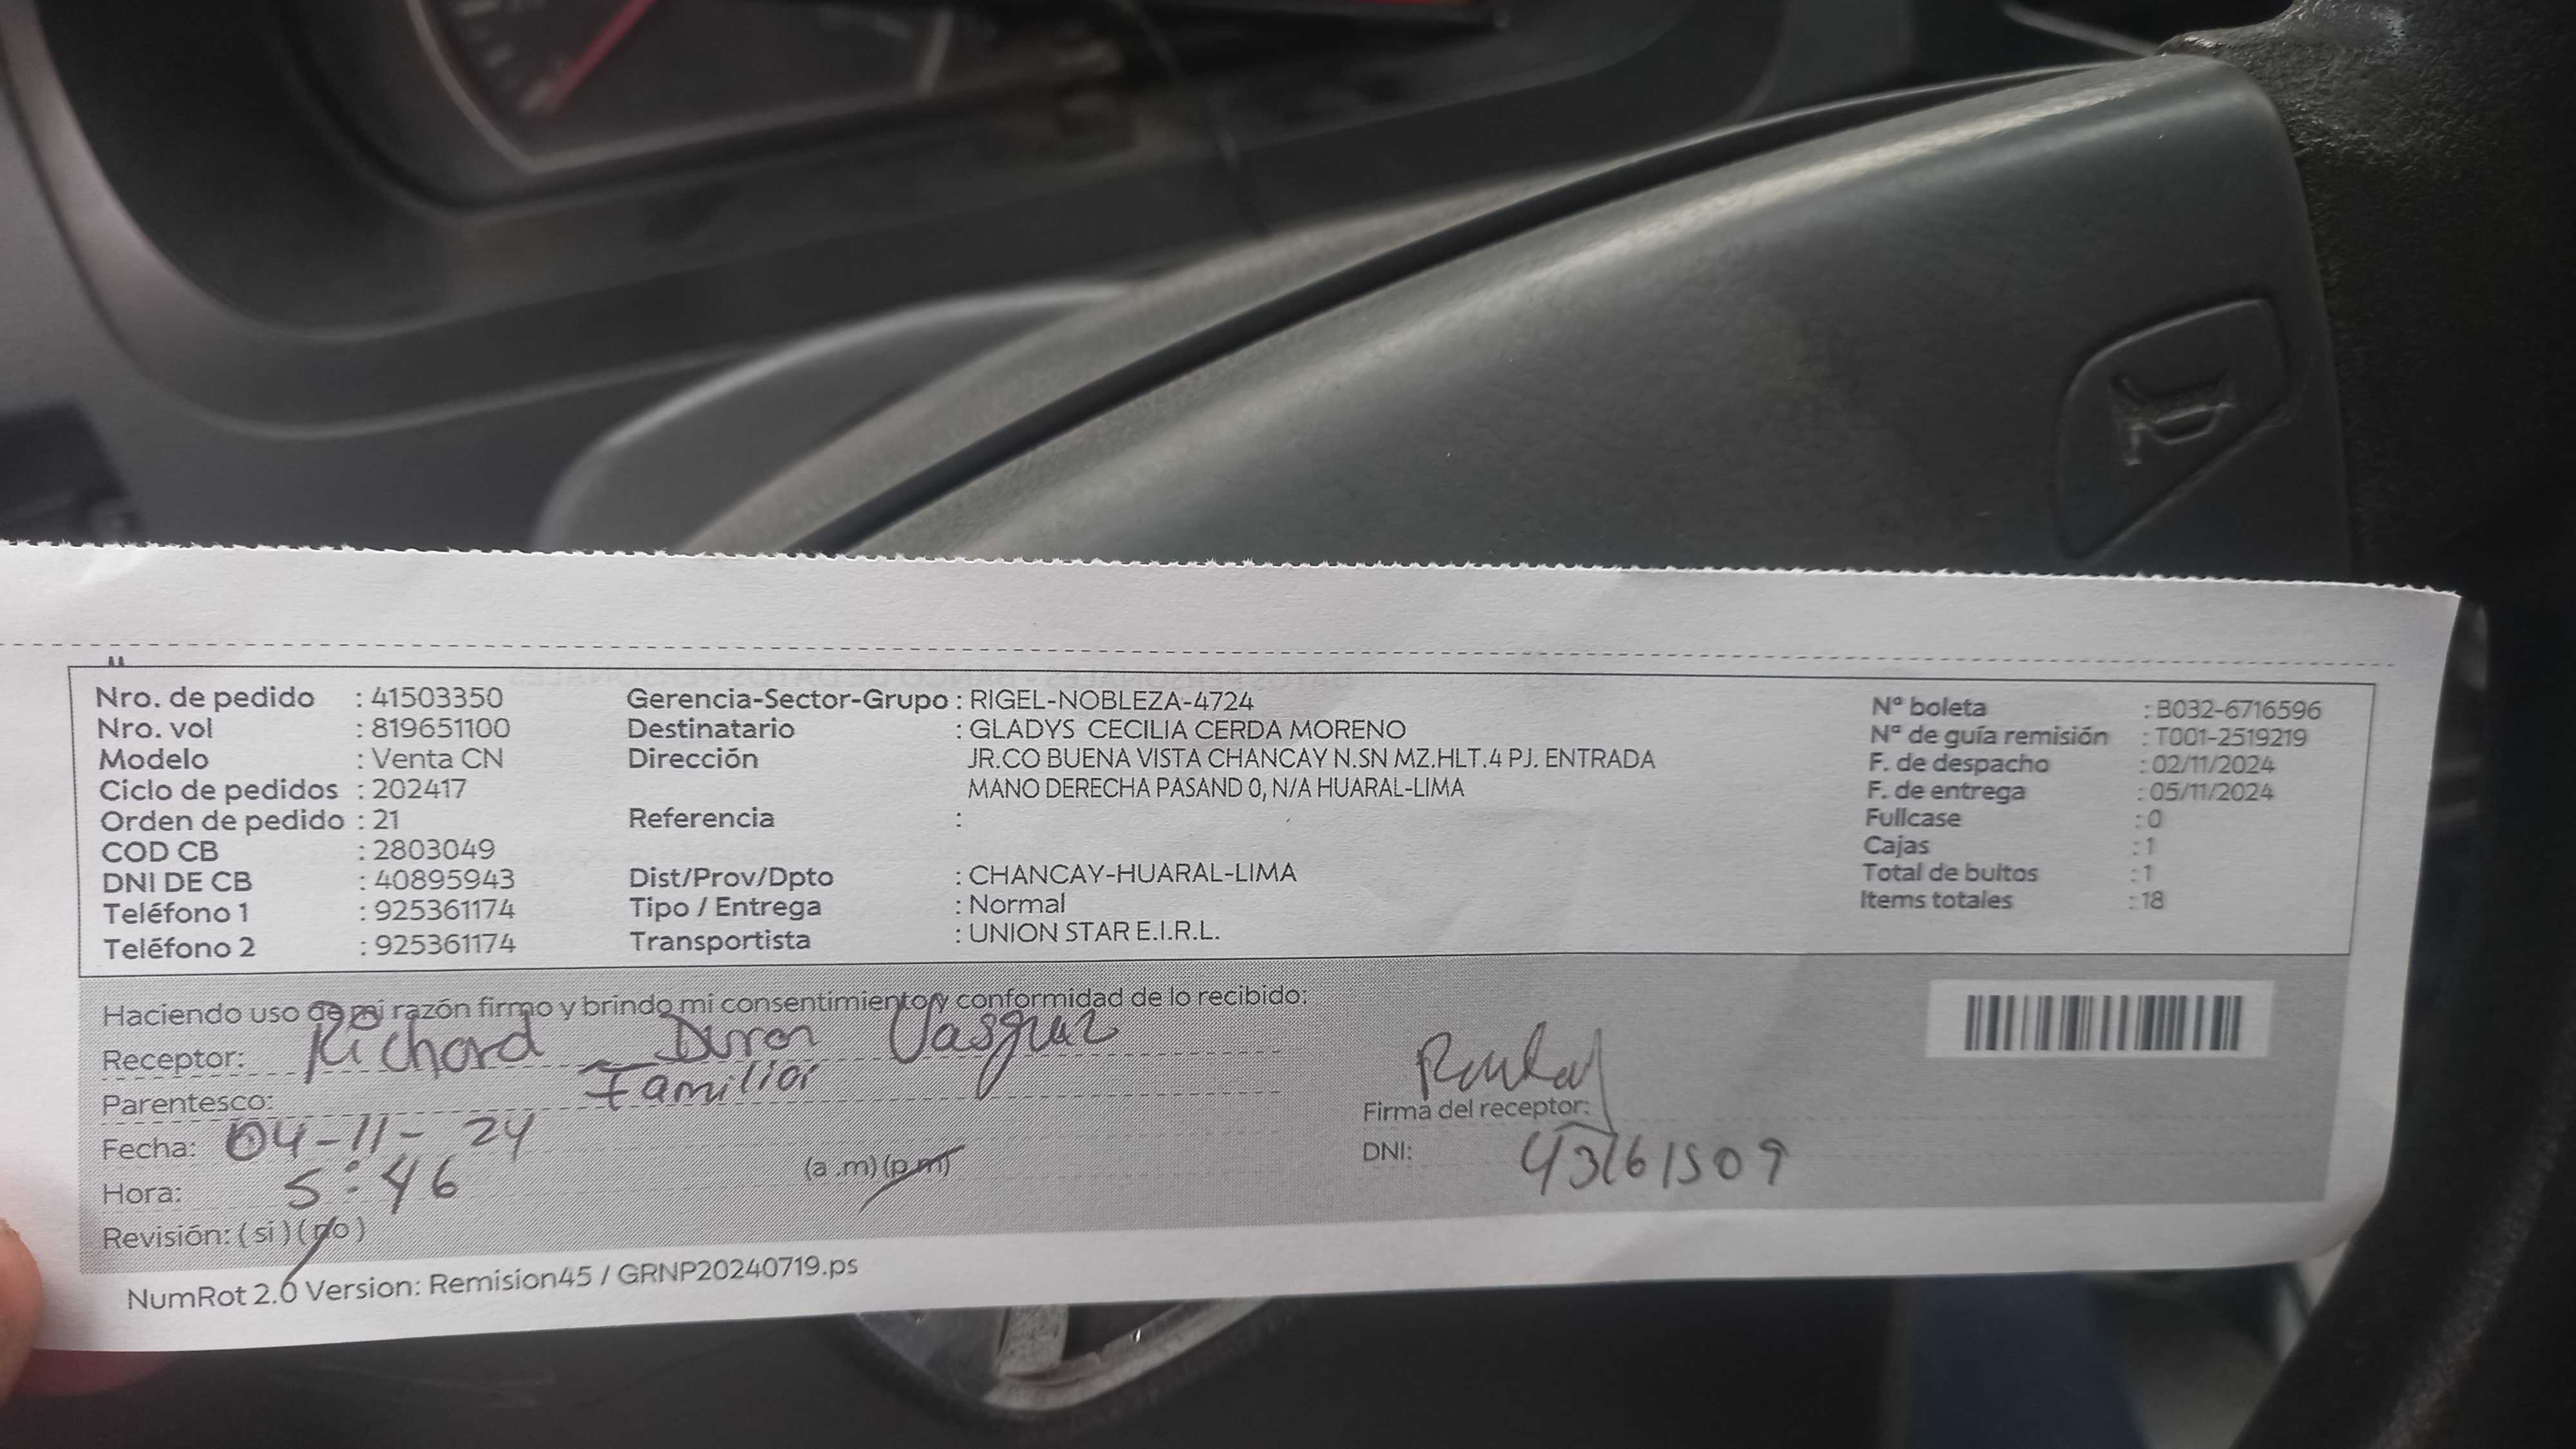 Nro. de pedido : 41503350
Nro. vol : 819651100
Modelo : Venta CN
Ciclo de pedidos : 202417
Orden de pedido : 21
COD CB : 2803049
DNI DE CB : 40895943
Teléfono 1 : 925361174
Teléfono 2 : 925361174
Gerencia-Sector-Grupo : RIGEL-NOBLEZA-4724
Destinatario : GLADYS CECILIA CERDA MORENO
Dirección JR.CO BUENA VISTA CHANCAY N.SN MZ.HLT.4 PJ. ENTRADA
MANO DERECHA PASAND 0, N/A HUARAL-LIMA
Referencia :
Dist/Prov/Dpto : CHANCAY-HUARAL-LIMA
Tipo / Entrega : Normal
Transportista : UNION STAR E.I.R.L.
Nº boleta : B032-6716596
Nº de guía remisión : T001-2519219
F. de despacho : 02/11/2024
F. de entrega : 05/11/2024
Fullcase : 0
Cajas : 1
Total de bultos : 1
Items totales : 18
Haciendo uso de mi razón firmo y brindo mi consentimiento y conformidad de lo recibido:
Receptor: Richard Duron Vasquez
Parentesco: Familiar
Fecha: 04-11-24
Hora: 5:46 (a .m) (p.m)
Revisión: (si) (no)
Firma del receptor:
DNI: 43161509
NumRot 2.0 Version: Remision45 / GRNP20240719.ps